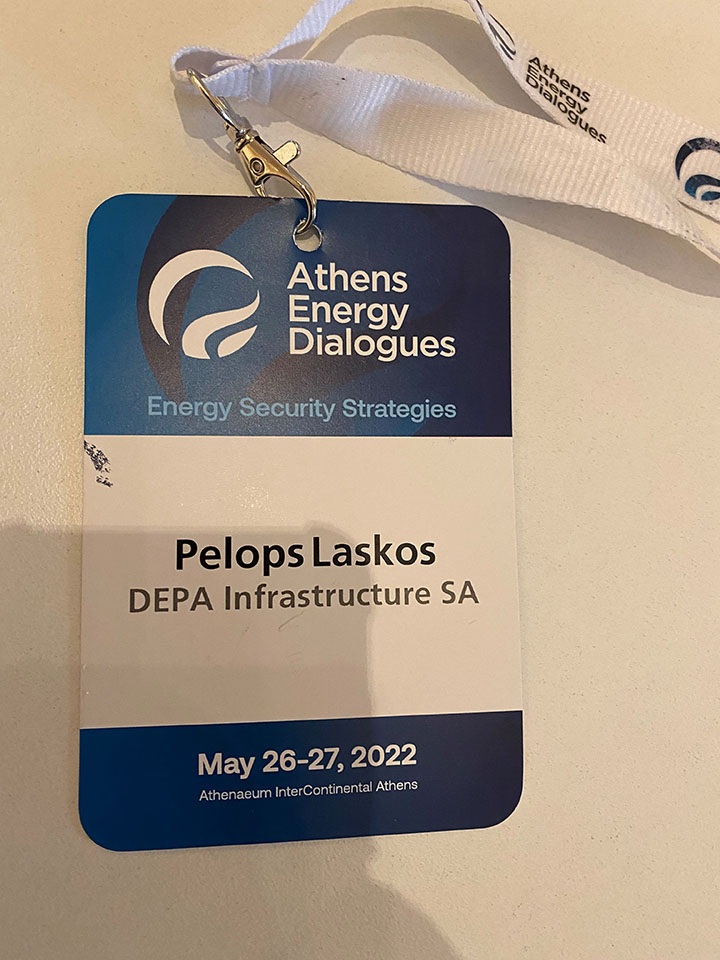 Athens
Energy
Dialogues
Athens
Energy
Dialogues
Energy Security Strategies
Pelops Laskos
DEPA Infrastructure SA
May 26-27, 2022
Athenaeum InterContinental Athens